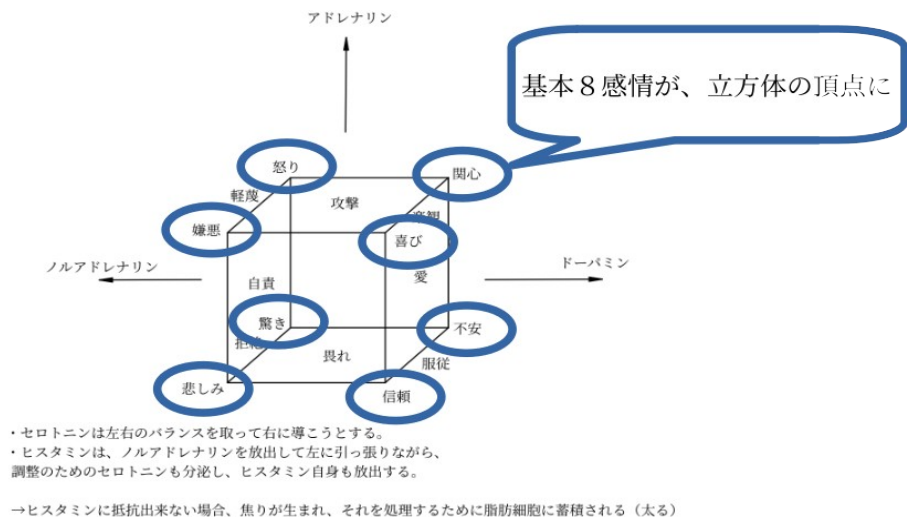 アドレナリン
基本８感情が、立方体の頂点に
怒り
関心
軽蔑
攻撃
楽観
嫌悪
喜び
ノルアドレナリン
ドーパミン
愛
自責
驚き
不安
拒絶
畏れ
服従
悲しみ
信頼
・セロトニンは左右のバランスを取って右に導こうとする。
・ヒスタミンは、ノルアドレナリンを放出して左に引っ張りながら、
調整のためのセロトニンも分泌し、ヒスタミン自身も放出する。
→ヒスタミンに抵抗出来ない場合、焦りが生まれ、それを処理するために脂肪細胞に蓄積される（太る）